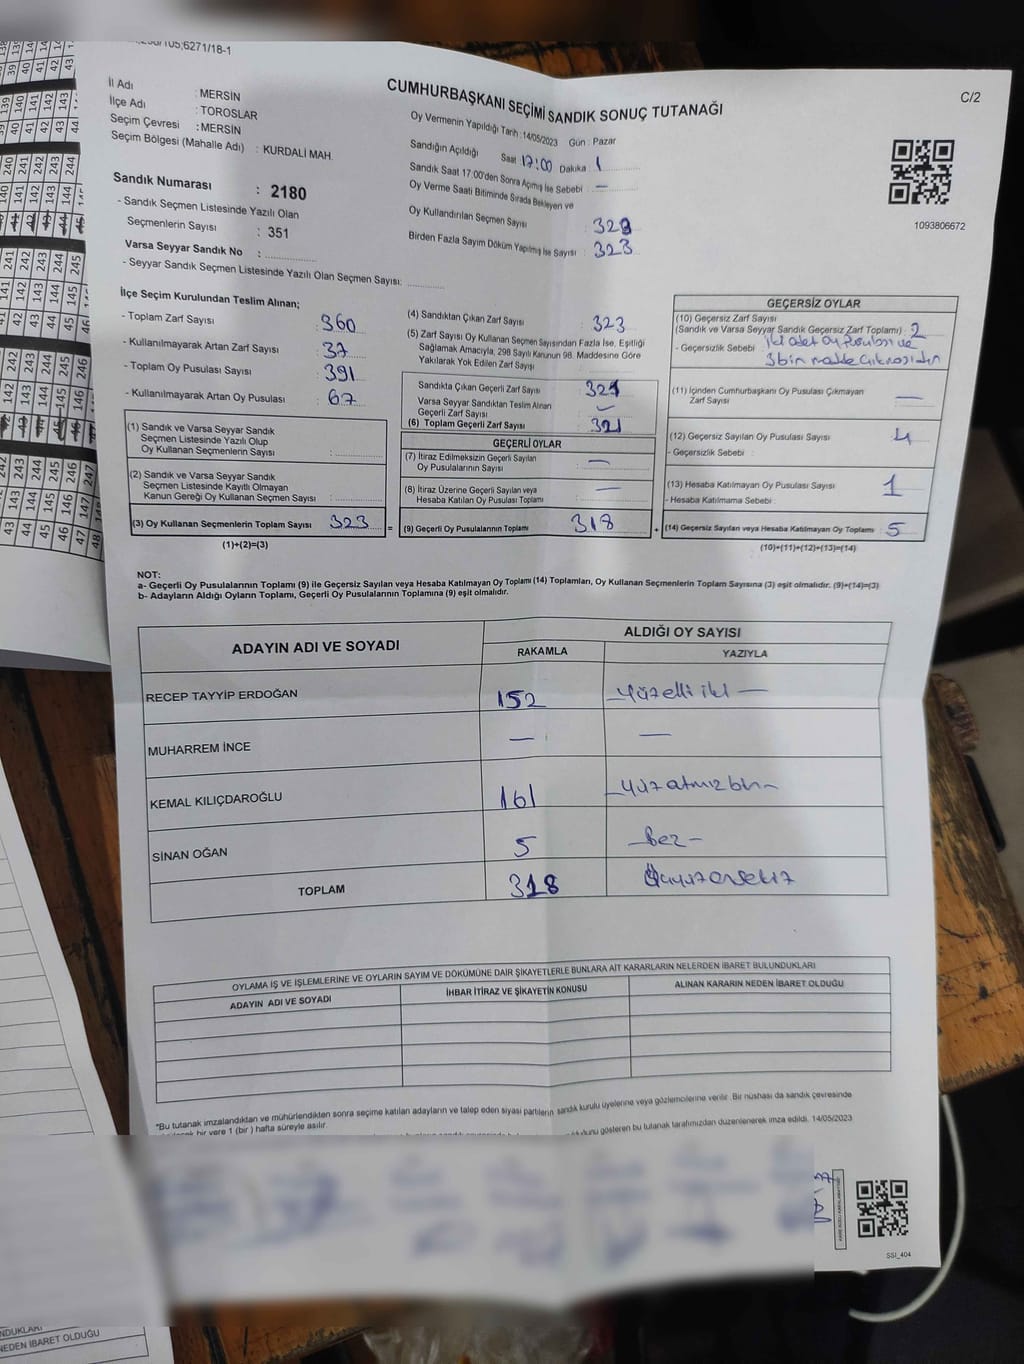 6271/18-1
CUMHURBAŞKANI SEÇİMİ SANDIK SONUÇ TUTANAĞI
C/2
İl Adı : MERSİN
İlçe Adı : TOROSLAR
Seçim Çevresi : MERSİN
Seçim Bölgesi (Mahalle Adı) : KURDALİ MAH.
Sandık Numarası : 2180
- Sandık Seçmen Listesinde Yazılı Olan
Seçmenlerin Sayısı : 351
Varsa Seyyar Sandık No :
- Seyyar Sandık Seçmen Listesinde Yazılı Olan Seçmen Sayısı:
Oy Vermenin Yapıldığı Tarih : 14/05/2023 Gün : Pazar
Sandığın Açıldığı Saat 17:00 Dakika 1
Sandık Saat 17:00'den Sonra Açmış İse Sebebi : —
Oy Verme Saati Bitiminde Sırada Bekleyen ve
Oy Kullandırılan Seçmen Sayısı : 323
Birden Fazla Sayım Döküm Yapılmış İse Sayısı : 323
1093806672
İlçe Seçim Kurulundan Teslim Alınan;
- Toplam Zarf Sayısı : 360
- Kullanılmayarak Artan Zarf Sayısı : 37
- Toplam Oy Pusulası Sayısı : 391
- Kullanılmayarak Artan Oy Pusulası : 67
(1) Sandık ve Varsa Seyyar Sandık
Seçmen Listesinde Yazılı Olup
Oy Kullanan Seçmenlerin Sayısı :
(2) Sandık ve Varsa Seyyar Sandık
Seçmen Listesinde Kayıtlı Olmayan
Kanun Gereği Oy Kullanan Seçmen Sayısı :
(3) Oy Kullanan Seçmenlerin Toplam Sayısı : 323
(1)+(2)=(3)
(4) Sandıktan Çıkan Zarf Sayısı : 323
(5) Zarf Sayısı Oy Kullanan Seçmen Sayısından Fazla İse, Eşitliği
Sağlamak Amacıyla, 298 Sayılı Kanunun 98. Maddesine Göre
Yakılarak Yok Edilen Zarf Sayısı :
Sandıkta Çıkan Geçerli Zarf Sayısı : 321
Varsa Seyyar Sandıktan Teslim Alınan
Geçerli Zarf Sayısı :
(6) Toplam Geçerli Zarf Sayısı : 321
GEÇERLİ OYLAR
(7) İtiraz Edilmeksizin Geçerli Sayılan
Oy Pusulalarının Sayısı : —
(8) İtiraz Üzerine Geçerli Sayılan veya
Hesaba Katılan Oy Pusulası Toplamı : —
= (9) Geçerli Oy Pusulalarının Toplamı : 318 +
GEÇERSİZ OYLAR
(10) Geçersiz Zarf Sayısı
(Sandık ve Varsa Seyyar Sandık Geçersiz Zarf Toplamı) : 2
- Geçersizlik Sebebi : iki adet oy Pusulası ve
(11) İçinden Cumhurbaşkanı Oy Pusulası Çıkmayan
Zarf Sayısı : —
(12) Geçersiz Sayılan Oy Pusulası Sayısı : 4
- Geçersizlik Sebebi :
(13) Hesaba Katılmayan Oy Pusulası Sayısı : 1
- Hesaba Katılmama Sebebi :
(14) Geçersiz Sayılan veya Hesaba Katılmayan Oy Toplamı : 5
(10)+(11)+(12)+(13)=(14)
NOT:
a- Geçerli Oy Pusulalarının Toplamı (9) ile Geçersiz Sayılan veya Hesaba Katılmayan Oy Toplamı (14) Toplamları, Oy Kullanan Seçmenlerin Toplam Sayısına (3) eşit olmalıdır. (9)+(14)=(3)
b- Adayların Aldığı Oyların Toplamı, Geçerli Oy Pusulalarının Toplamına (9) eşit olmalıdır.
ADAYIN ADI VE SOYADI
ALDIĞI OY SAYISI
RAKAMLA YAZIYLA
RECEP TAYYİP ERDOĞAN 152 Yüzelli iki —
MUHARREM İNCE — —
KEMAL KILIÇDAROĞLU 161 Yüzatmışbir
SİNAN OĞAN 5 Beş —
TOPLAM 318 Üçyüzonsekiz
OYLAMA İŞ VE İŞLEMLERİNE VE OYLARIN SAYIM VE DÖKÜMÜNE DAİR ŞİKAYETLERLE BUNLARA AİT KARARLARIN NELERDEN İBARET BULUNDUKLARI
ADAYIN ADI VE SOYADI İHBAR İTİRAZ VE ŞİKAYETİN KONUSU ALINAN KARARIN NEDEN İBARET OLDUĞU
*Bu tutanak imzalandıktan ve mühürlendikten sonra seçime katılan adayların ve talep eden siyasi partilerin sandık kurulu üyelerine veya gözlemcilerine verilir. Bir nüshası da sandık çevresinde
bir yere 1 (bir) hafta süreyle asılır.
gösteren bu tutanak tarafımızdan düzenlenerek imza edildi. 14/05/2023
SSI_404
NEDEN İBARET OLDUĞU